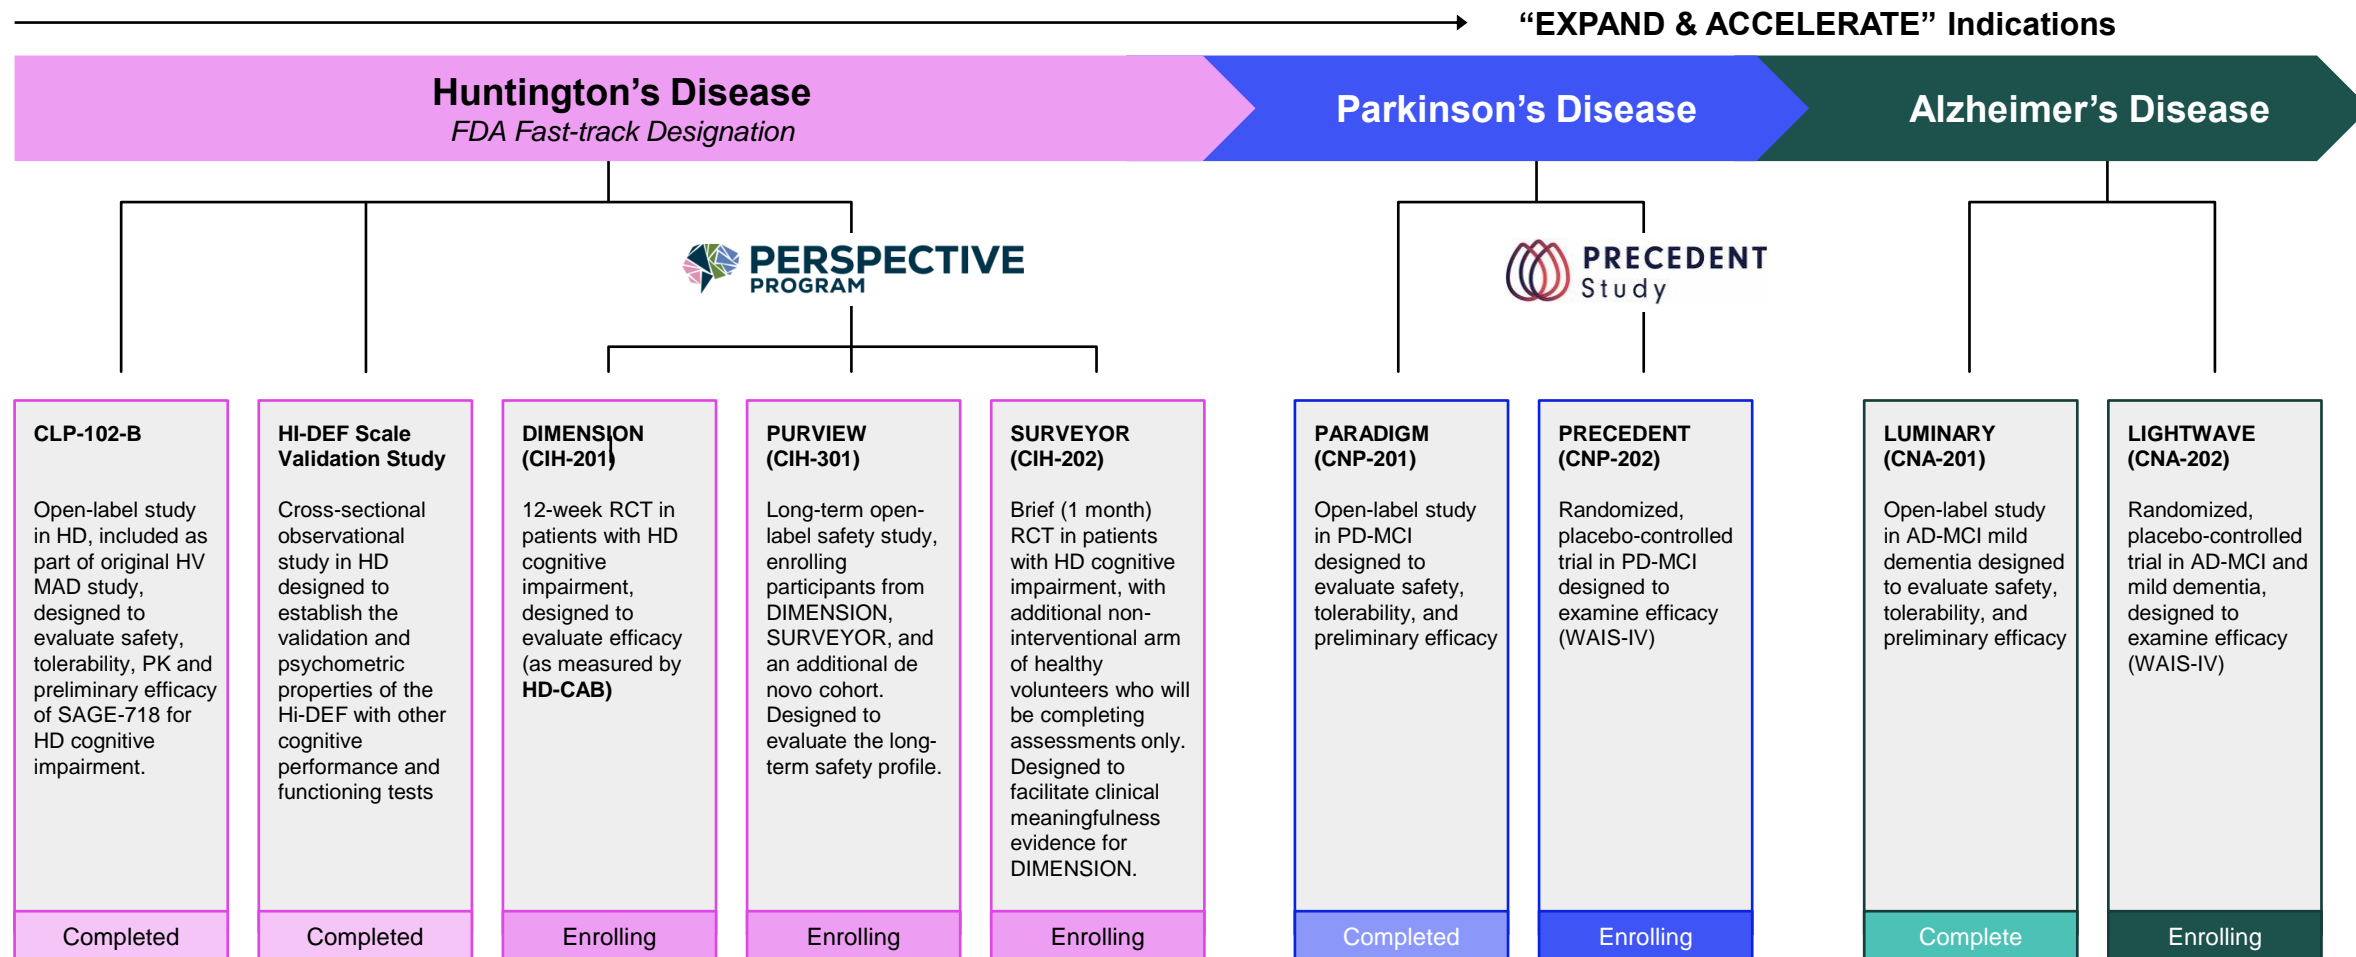 “EXPAND & ACCELERATE” Indications
Huntington’s Disease
FDA Fast-track Designation
Parkinson’s Disease
Alzheimer’s Disease
PERSPECTIVE
PROGRAM
PRECEDENT
Study
CLP-102-B
Open-label study
in HD, included as
part of original HV
MAD study,
designed to
evaluate safety,
tolerability, PK and
preliminary efficacy
of SAGE-718 for
HD cognitive
impairment.
Completed
HI-DEF Scale
Validation Study
Cross-sectional
observational
study in HD
designed to
establish the
validation and
psychometric
properties of the
Hi-DEF with other
cognitive
performance and
functioning tests
Completed
DIMENSION
(CIH-201)
12-week RCT in
patients with HD
cognitive
impairment,
designed to
evaluate efficacy
(as measured by
HD-CAB)
Enrolling
PURVIEW
(CIH-301)
Long-term open-
label safety study,
enrolling
participants from
DIMENSION,
SURVEYOR, and
an additional de
novo cohort.
Designed to
evaluate the long-
term safety profile.
Enrolling
SURVEYOR
(CIH-202)
Brief (1 month)
RCT in patients
with HD cognitive
impairment, with
additional non-
interventional arm
of healthy
volunteers who will
be completing
assessments only.
Designed to
facilitate clinical
meaningfulness
evidence for
DIMENSION.
Enrolling
PARADIGM
(CNP-201)
Open-label study
in PD-MCI
designed to
evaluate safety,
tolerability, and
preliminary efficacy
Completed
PRECEDENT
(CNP-202)
Randomized,
placebo-controlled
trial in PD-MCI
designed to
examine efficacy
(WAIS-IV)
Enrolling
LUMINARY
(CNA-201)
Open-label study
in AD-MCI mild
dementia designed
to evaluate safety,
tolerability, and
preliminary efficacy
Complete
LIGHTWAVE
(CNA-202)
Randomized,
placebo-controlled
trial in AD-MCI and
mild dementia,
designed to
examine efficacy
(WAIS-IV)
Enrolling